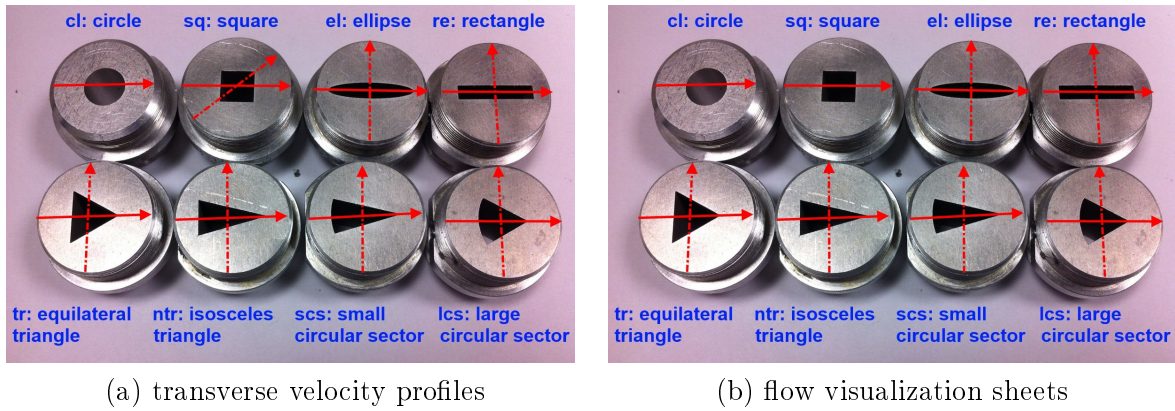 cl: circle sq: square el: ellipse re: rectangle
tr: equilateral triangle ntr: isosceles triangle scs: small circular sector lcs: large circular sector
cl: circle sq: square el: ellipse re: rectangle
tr: equilateral triangle ntr: isosceles triangle scs: small circular sector lcs: large circular sector
(a) transverse velocity profiles
(b) flow visualization sheets